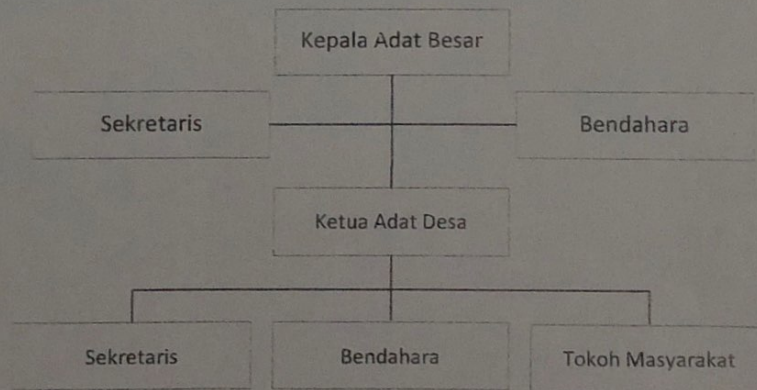 Kepala Adat Besar
Sekretaris
Bendahara
Ketua Adat Desa
Sekretaris
Bendahara
Tokoh Masyarakat